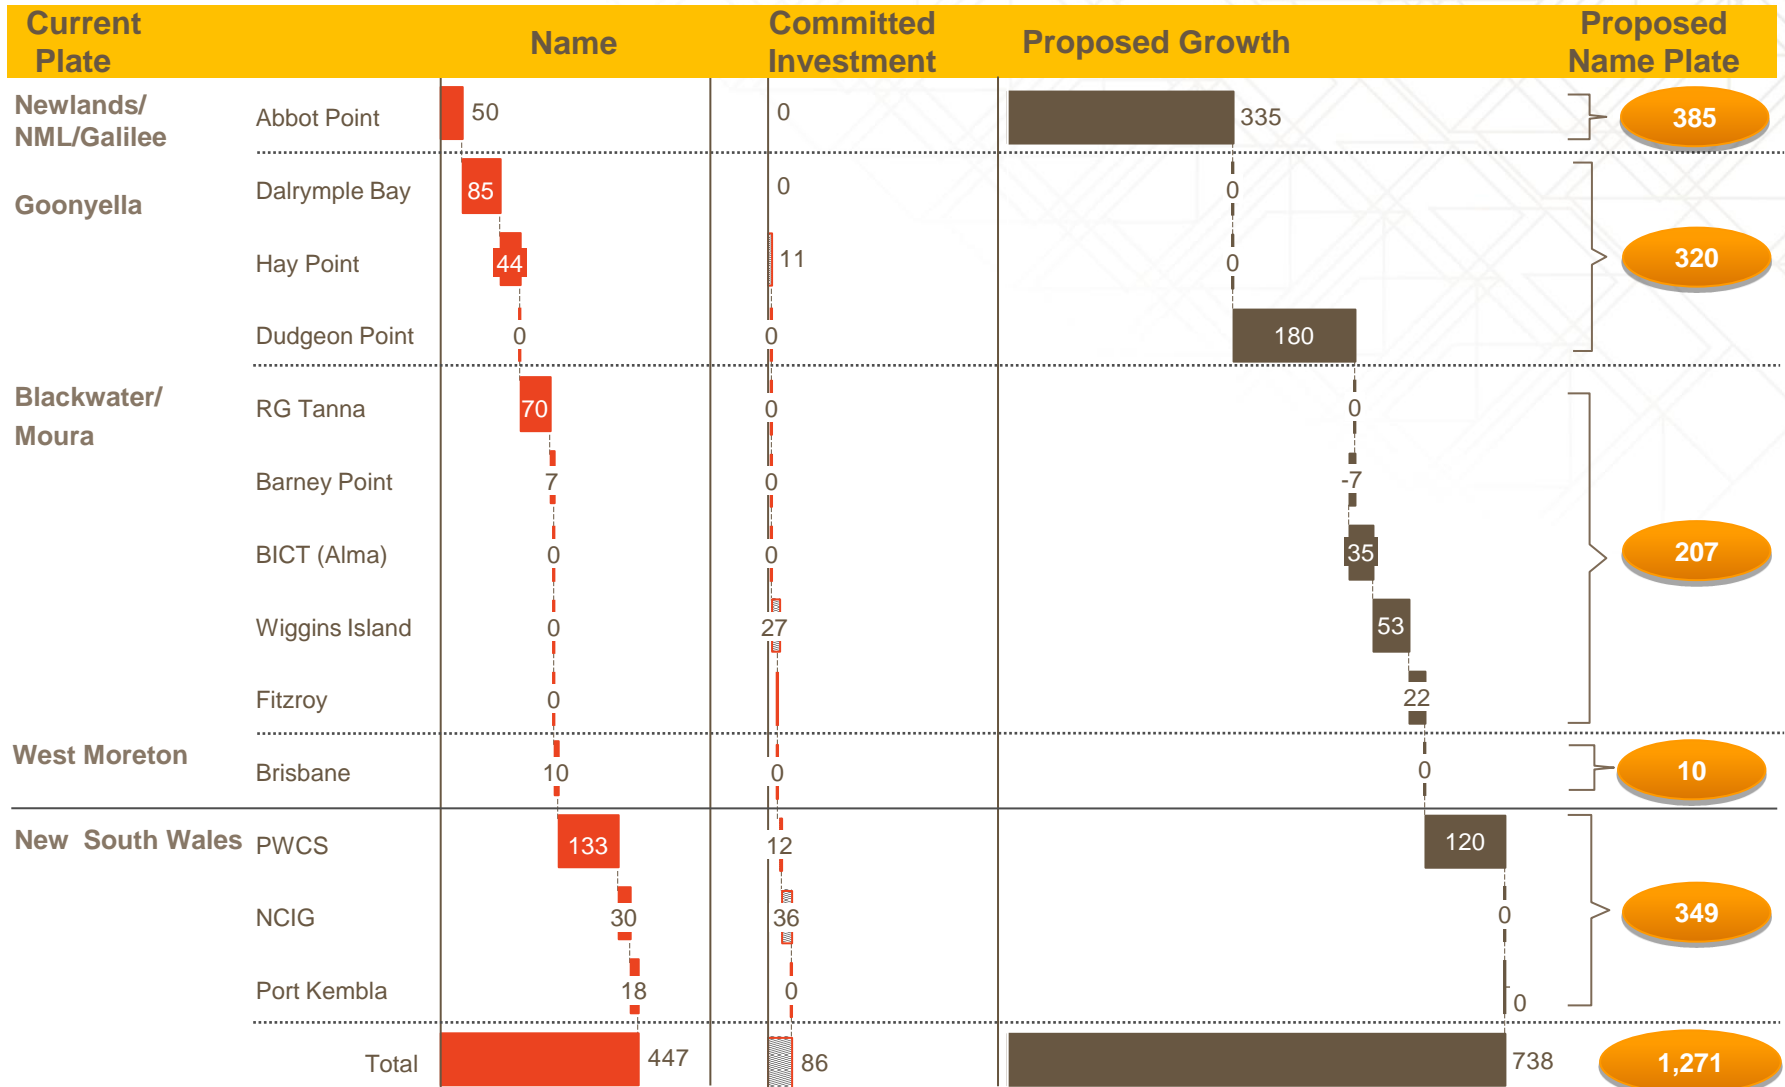 Current Plate
Name
Committed Investment
Proposed Growth
Proposed Name Plate
Newlands/
NML/Galilee
Abbot Point 50 0 335 385
Goonyella
Dalrymple Bay 85 0 0
Hay Point 44 11 0 320
Dudgeon Point 0 0 180
Blackwater/
Moura
RG Tanna 70 0 0
Barney Point 7 0 -7
BICT (Alma) 0 0 35 207
Wiggins Island 0 27 53
Fitzroy 0 22
West Moreton
Brisbane 10 0 0 10
New South Wales
PWCS 133 12 120
NCIG 30 36 0 349
Port Kembla 18 0 0
Total 447 86 738 1,271